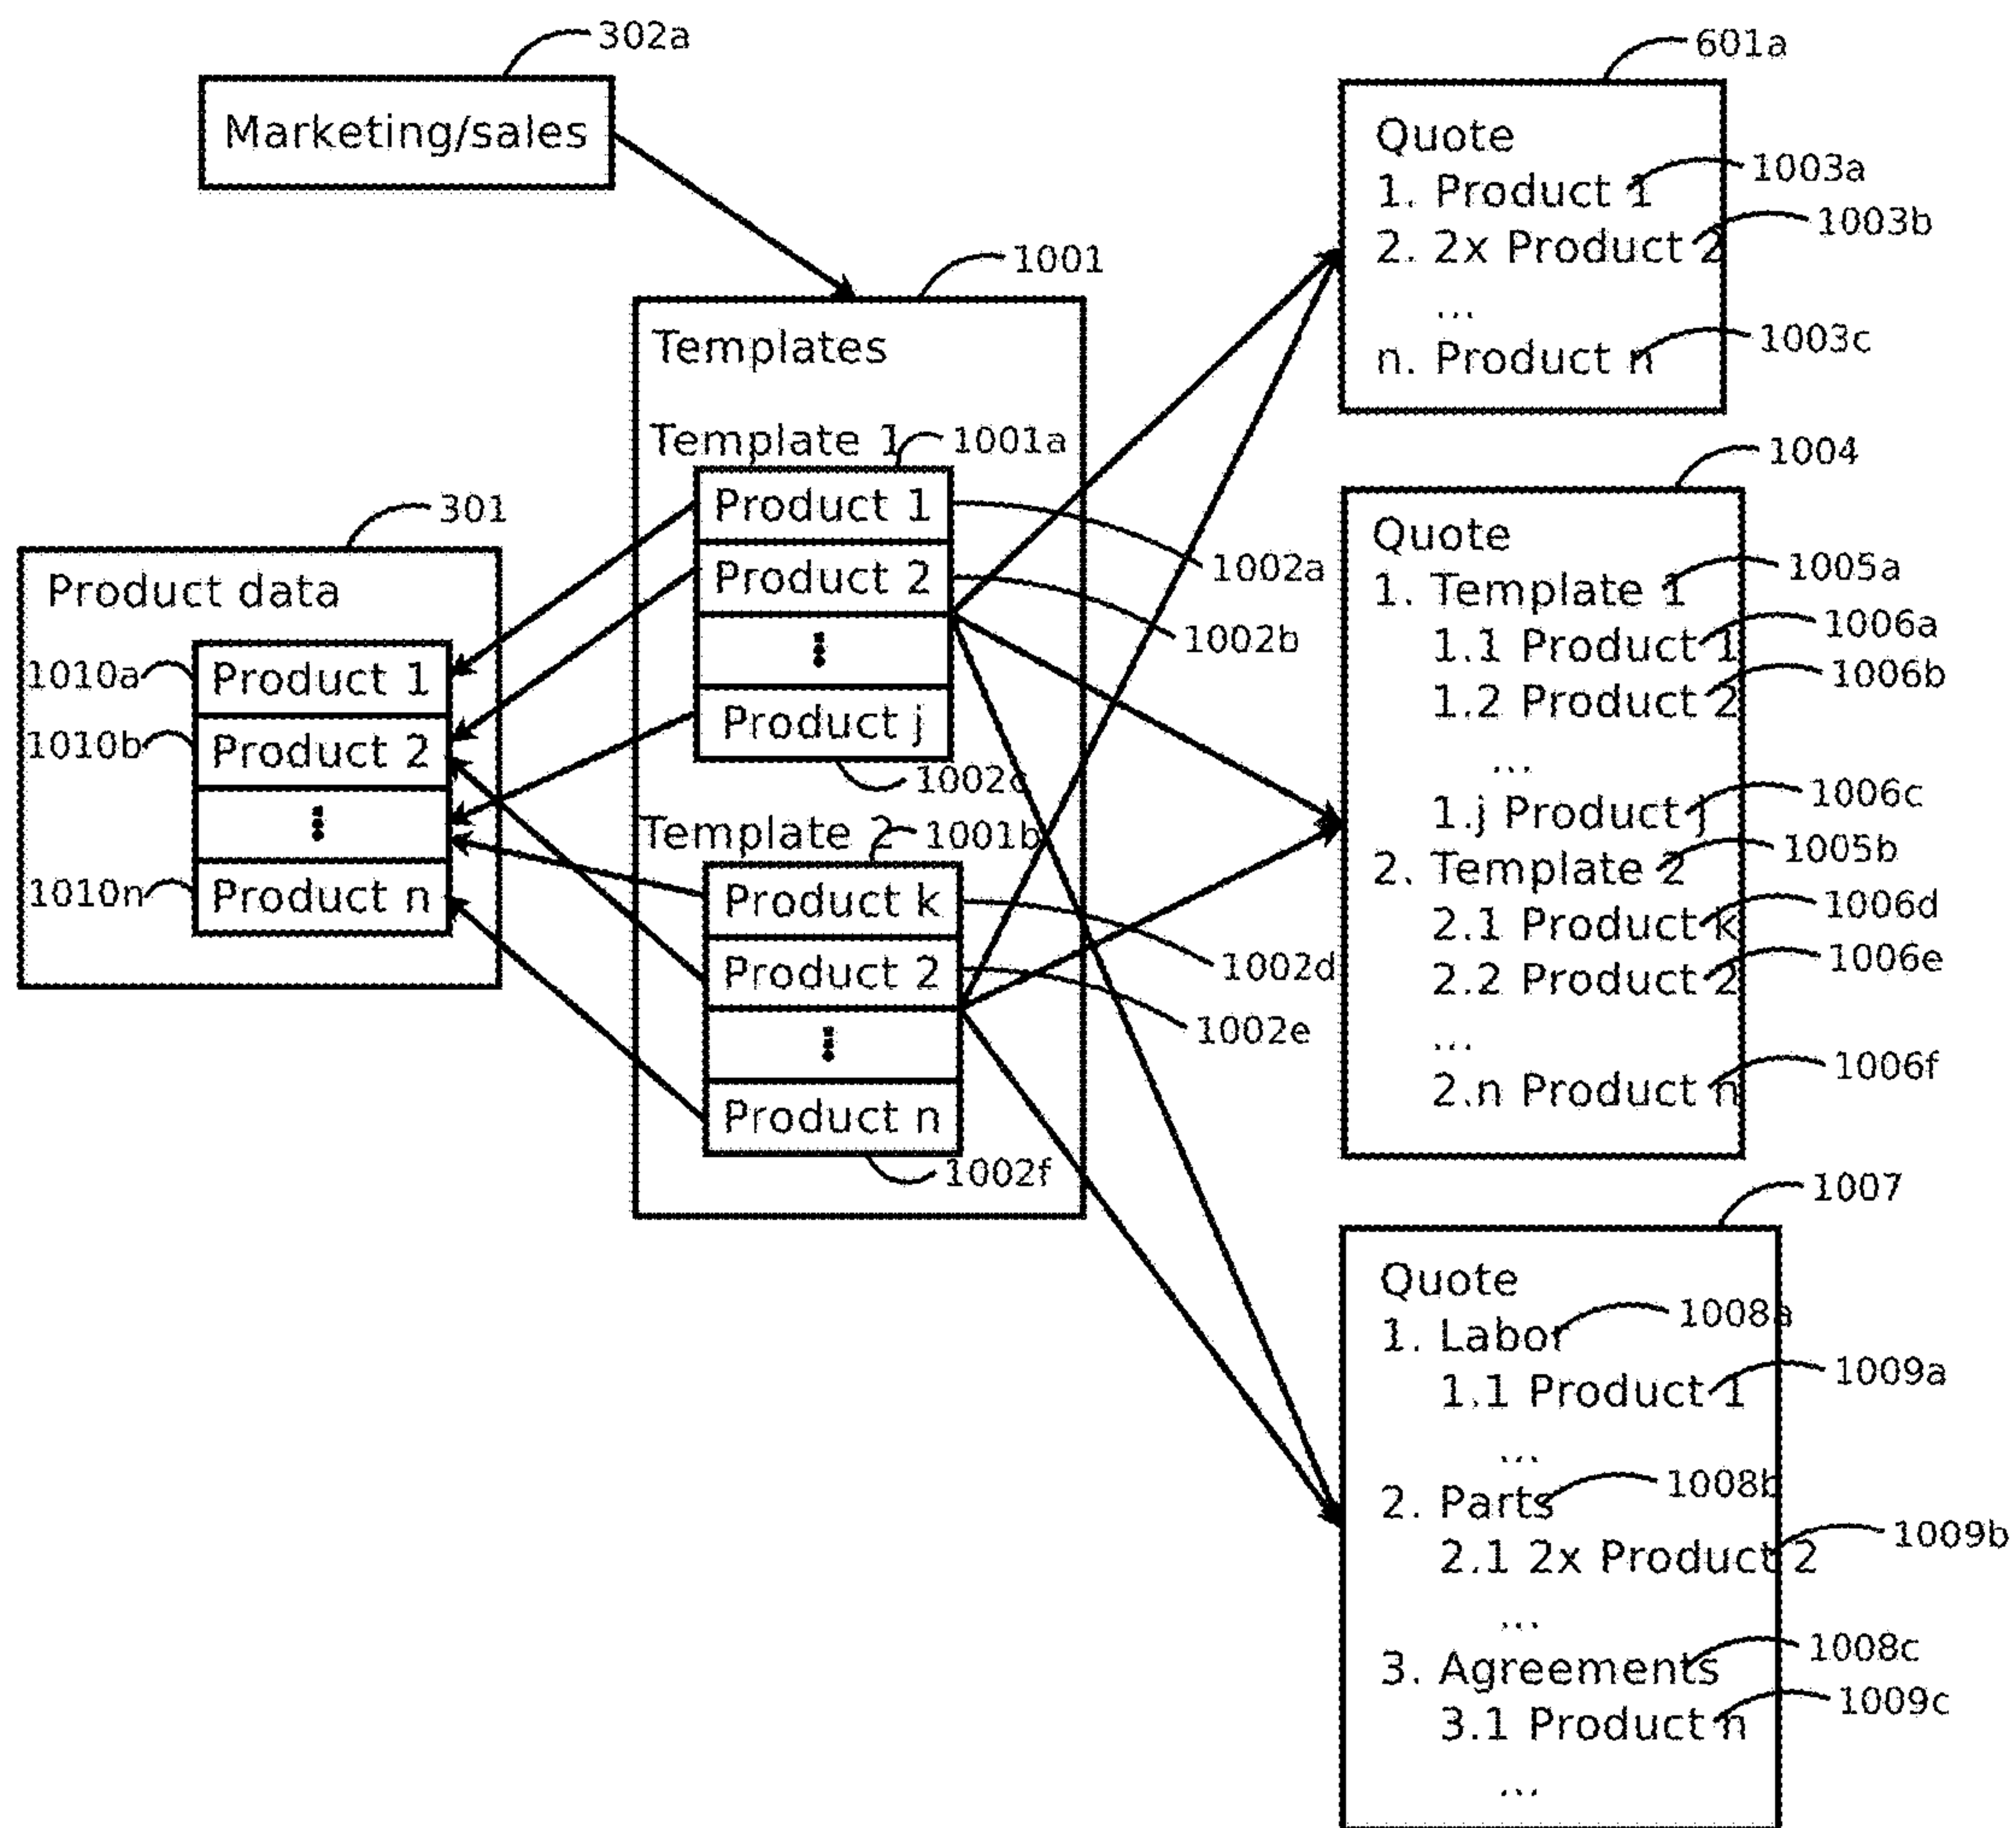 302a
Marketing/sales
1001
Templates
Template 1
1001a
Product 1
Product 2
Product j
1002a
1002b
1002c
Template 2
1001b
Product k
Product 2
Product n
1002d
1002e
1002f
301
Product data
1010a
Product 1
1010b
Product 2
1010n
Product n
601a
Quote
1. Product 1 1003a
2. 2x Product 2 1003b
...
n. Product n 1003c
1004
Quote
1. Template 1 1005a
1.1 Product 1 1006a
1.2 Product 2 1006b
...
1.j Product j 1006c
2. Template 2 1005b
2.1 Product k 1006d
2.2 Product 2 1006e
...
2.n Product n 1006f
1007
Quote
1. Labor 1008a
1.1 Product 1 1009a
...
2. Parts 1008b
2.1 2x Product 2 1009b
...
3. Agreements 1008c
3.1 Product n 1009c
...